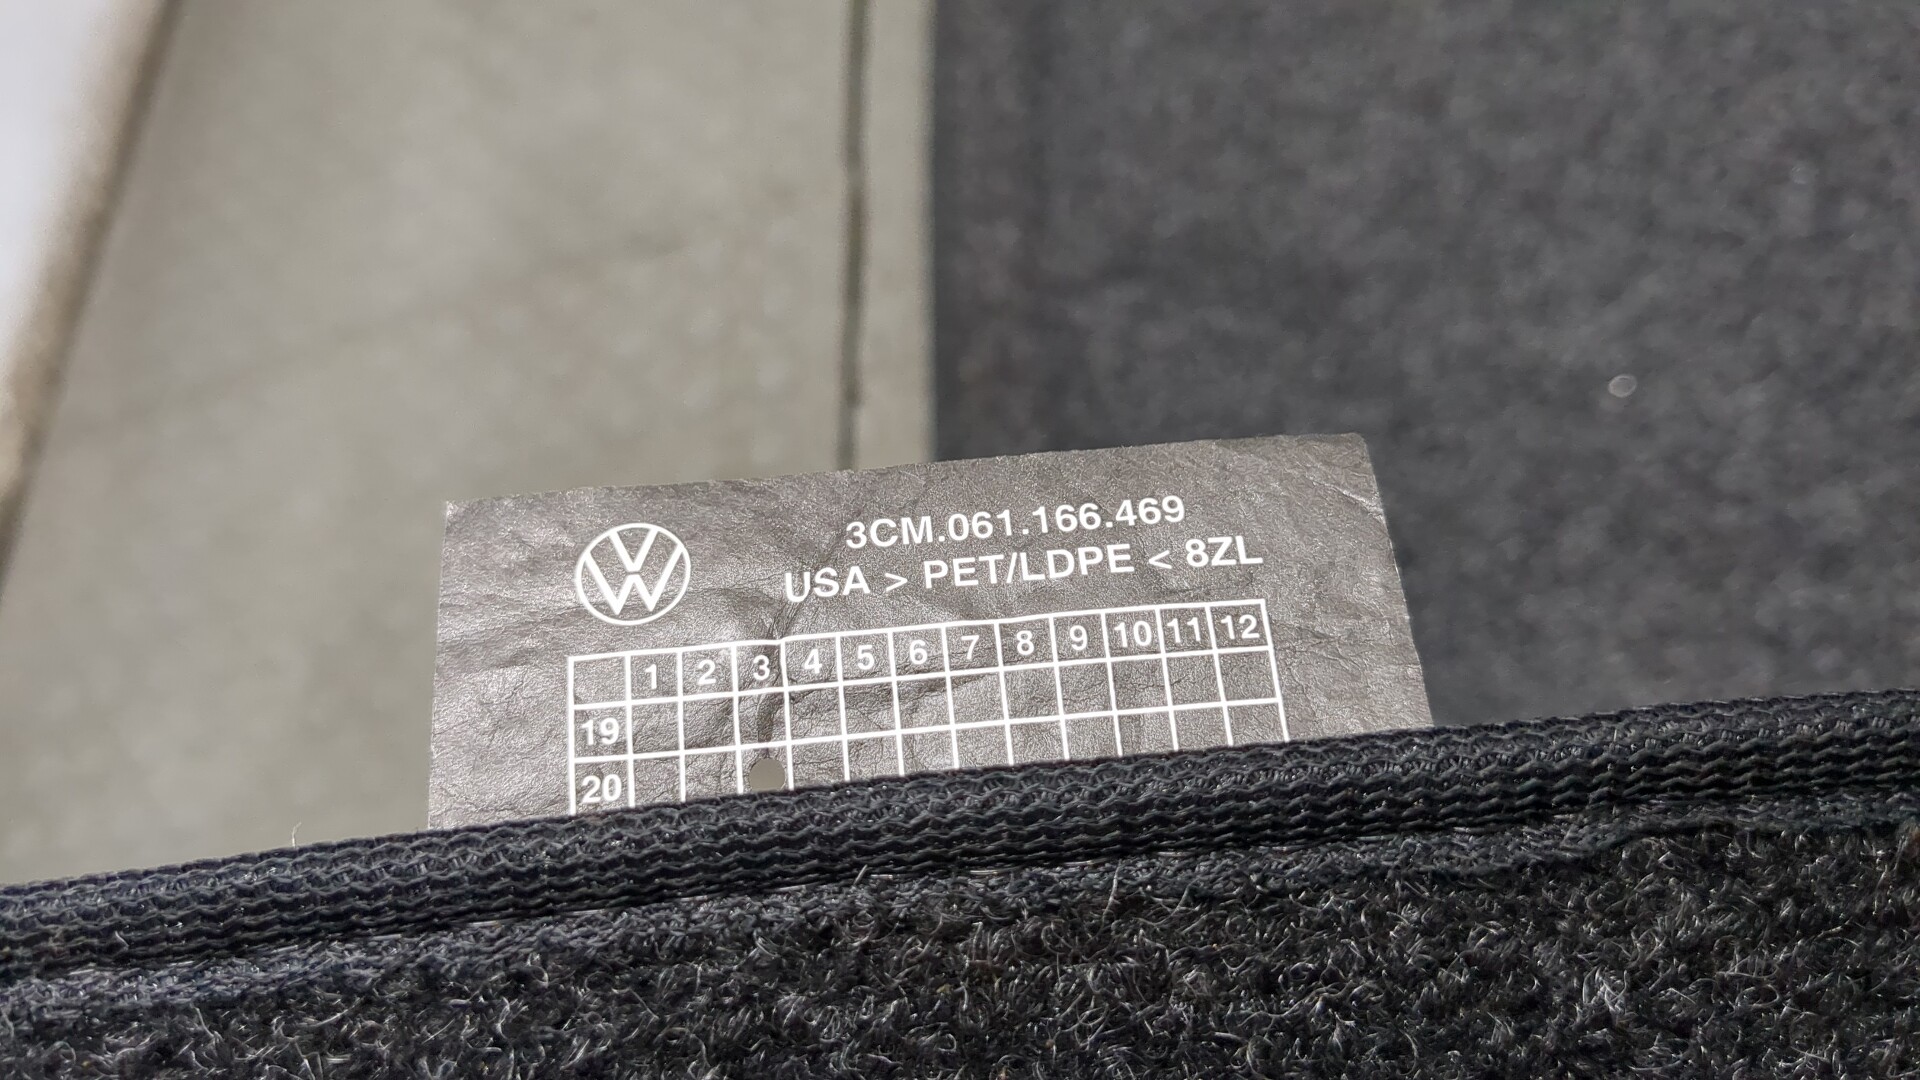 VW
3CM.061.166.469
USA > PET/LDPE < 8ZL
1 2 3 4 5 6 7 8 9 10 11 12
19
20